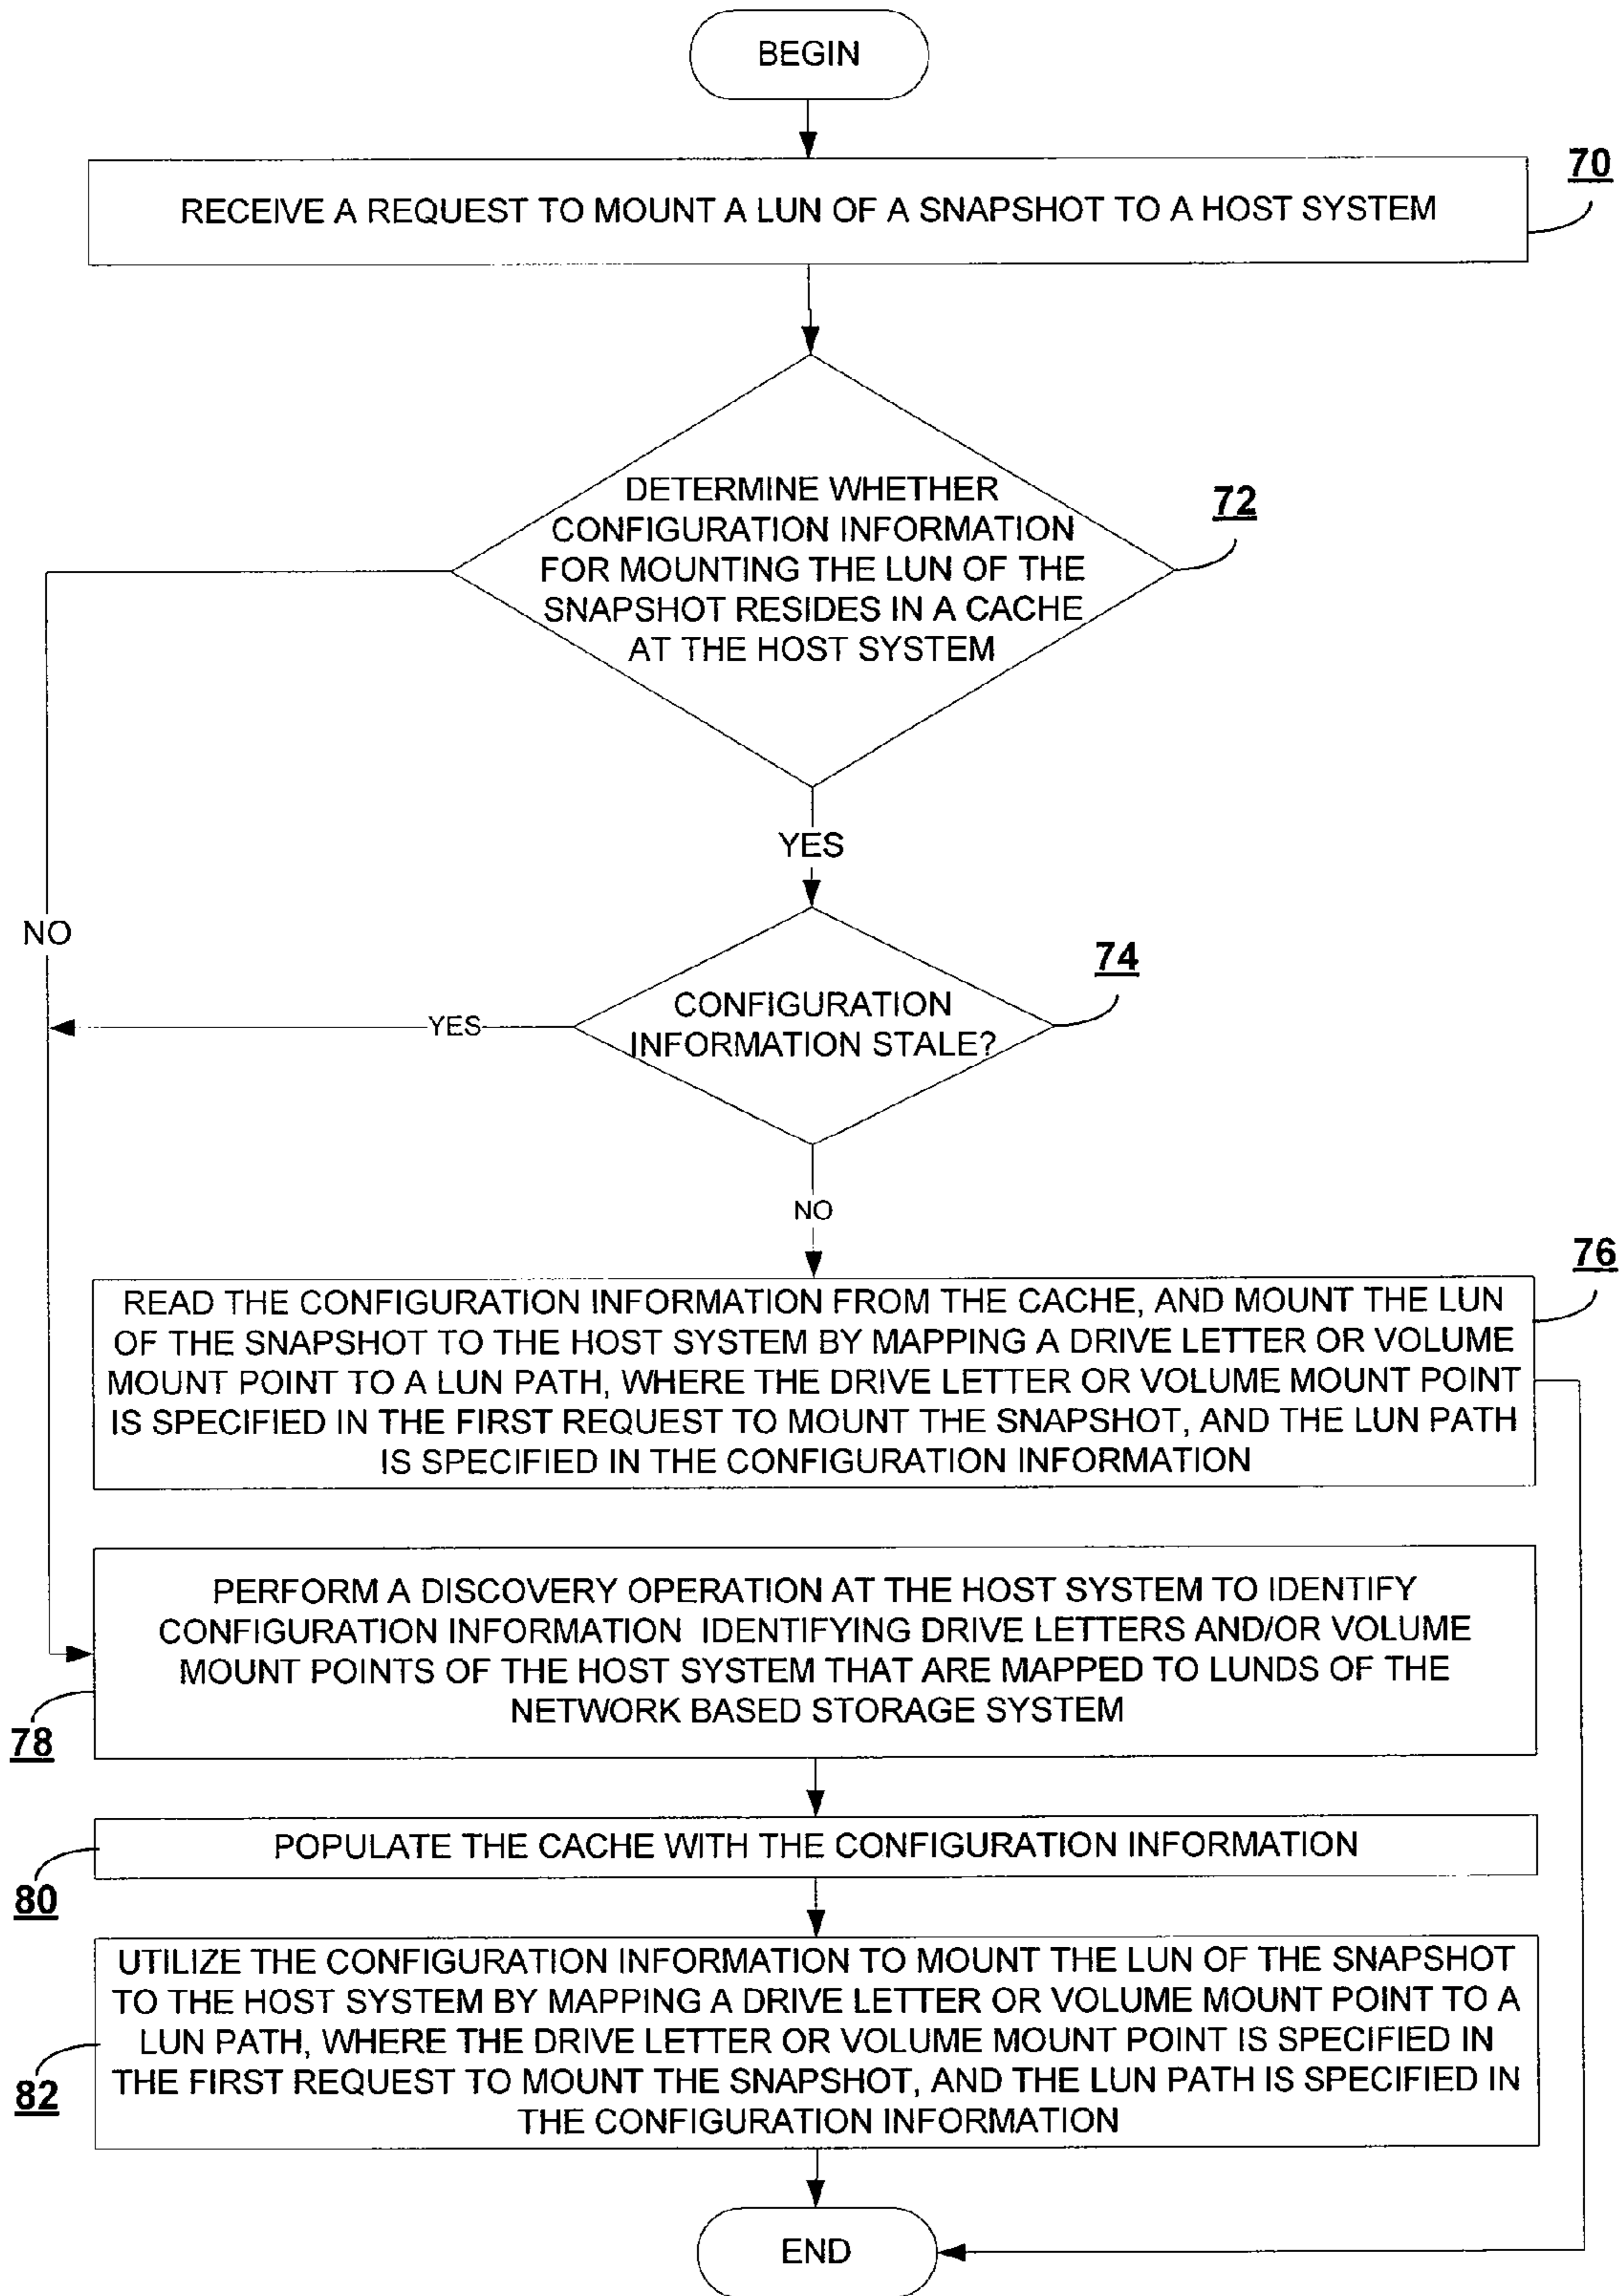 BEGIN
70
RECEIVE A REQUEST TO MOUNT A LUN OF A SNAPSHOT TO A HOST SYSTEM
DETERMINE WHETHER
CONFIGURATION INFORMATION
FOR MOUNTING THE LUN OF THE
SNAPSHOT RESIDES IN A CACHE
AT THE HOST SYSTEM
72
YES
NO
74
CONFIGURATION
INFORMATION STALE?
YES
NO
76
READ THE CONFIGURATION INFORMATION FROM THE CACHE, AND MOUNT THE LUN
OF THE SNAPSHOT TO THE HOST SYSTEM BY MAPPING A DRIVE LETTER OR VOLUME
MOUNT POINT TO A LUN PATH, WHERE THE DRIVE LETTER OR VOLUME MOUNT POINT
IS SPECIFIED IN THE FIRST REQUEST TO MOUNT THE SNAPSHOT, AND THE LUN PATH
IS SPECIFIED IN THE CONFIGURATION INFORMATION
PERFORM A DISCOVERY OPERATION AT THE HOST SYSTEM TO IDENTIFY
CONFIGURATION INFORMATION IDENTIFYING DRIVE LETTERS AND/OR VOLUME
MOUNT POINTS OF THE HOST SYSTEM THAT ARE MAPPED TO LUNDS OF THE
NETWORK BASED STORAGE SYSTEM
78
POPULATE THE CACHE WITH THE CONFIGURATION INFORMATION
80
UTILIZE THE CONFIGURATION INFORMATION TO MOUNT THE LUN OF THE SNAPSHOT
TO THE HOST SYSTEM BY MAPPING A DRIVE LETTER OR VOLUME MOUNT POINT TO A
LUN PATH, WHERE THE DRIVE LETTER OR VOLUME MOUNT POINT IS SPECIFIED IN
THE FIRST REQUEST TO MOUNT THE SNAPSHOT, AND THE LUN PATH IS SPECIFIED IN
THE CONFIGURATION INFORMATION
82
END